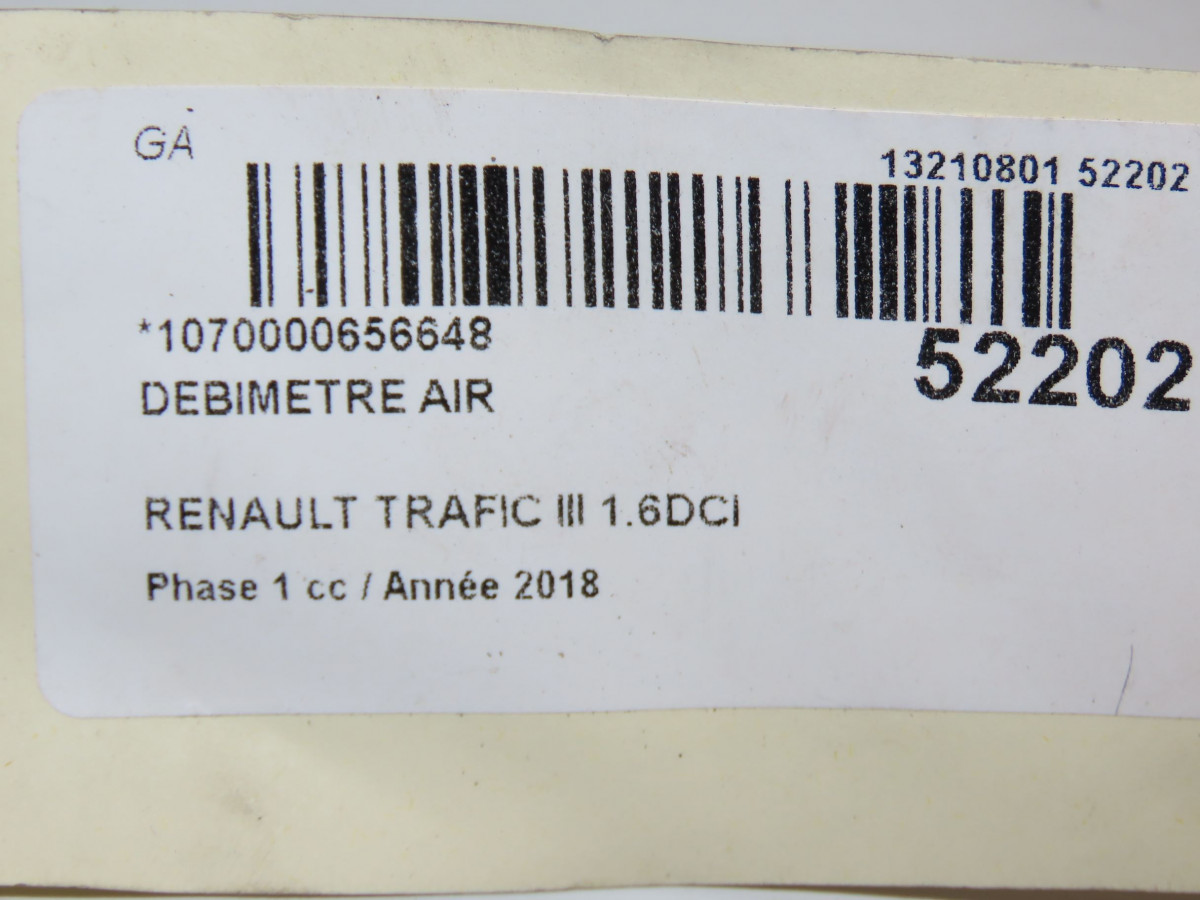 GA
13210801 52202
*1070000656648
52202
DEBIMETRE AIR
RENAULT TRAFIC III 1.6DCI
Phase 1 cc / Année 2018